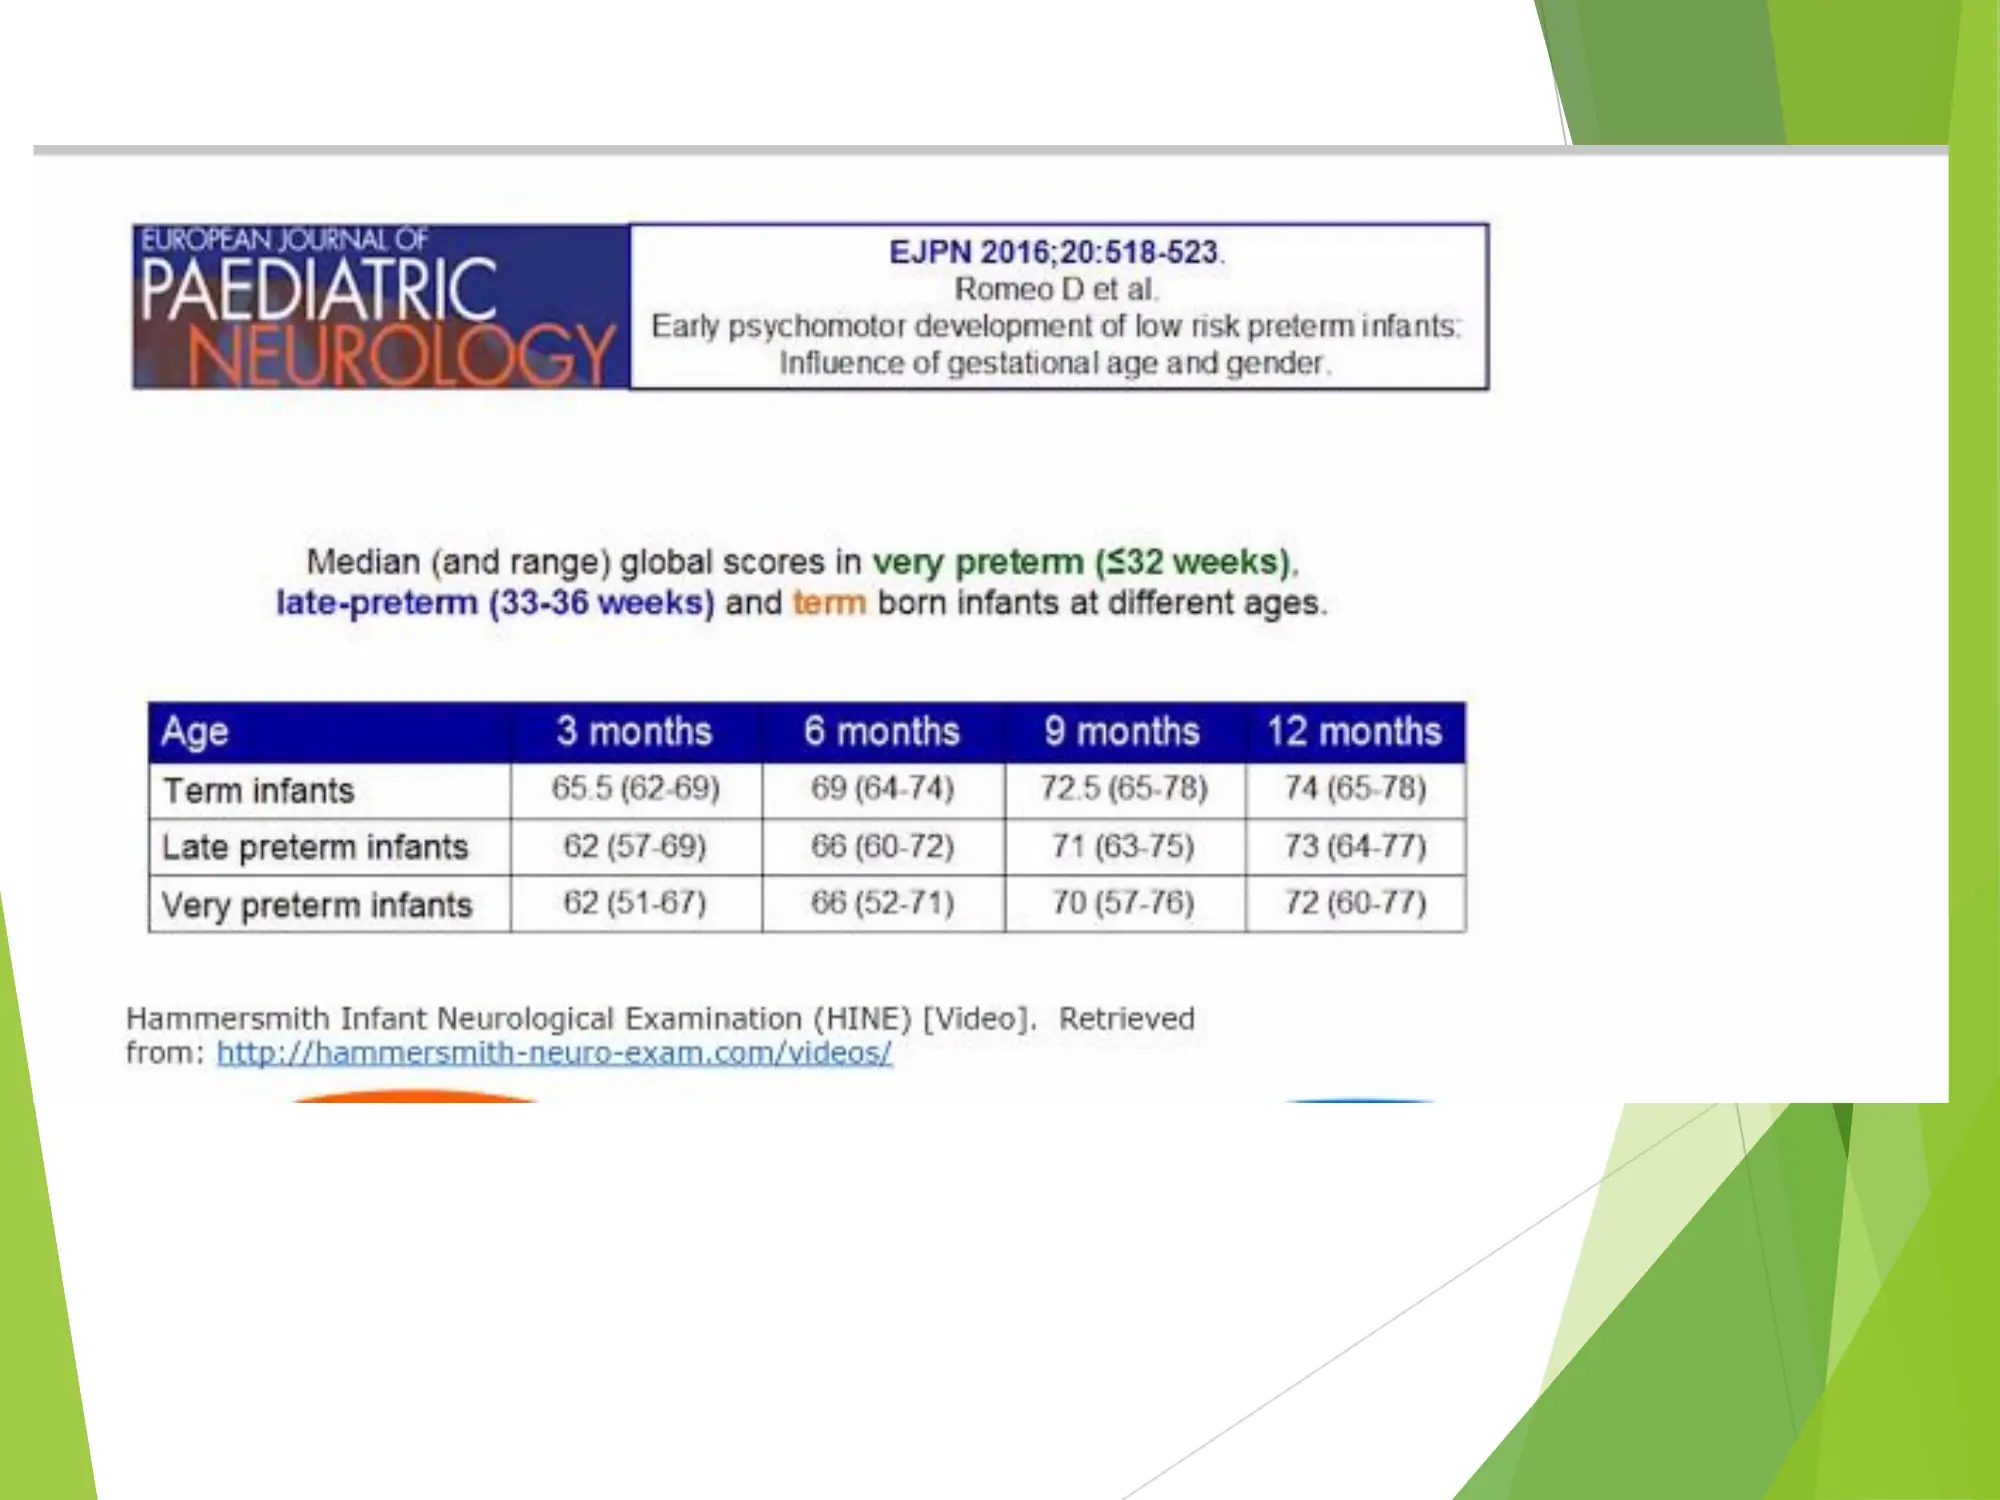 EUROPEAN JOURNAL OF
PAEDIATRIC
NEUROLOGY
EJPN 2016;20:518-523.
Romeo D et al.
Early psychomotor development of low risk preterm infants:
Influence of gestational age and gender.
Median (and range) global scores in very preterm (≤32 weeks),
late-preterm (33-36 weeks) and term born infants at different ages.
Age 3 months 6 months 9 months 12 months
Term infants 65.5 (62-69) 69 (64-74) 72.5 (65-78) 74 (65-78)
Late preterm infants 62 (57-69) 66 (60-72) 71 (63-75) 73 (64-77)
Very preterm infants 62 (51-67) 66 (52-71) 70 (57-76) 72 (60-77)
Hammersmith Infant Neurological Examination (HINE) [Video]. Retrieved
from: http://hammersmith-neuro-exam.com/videos/